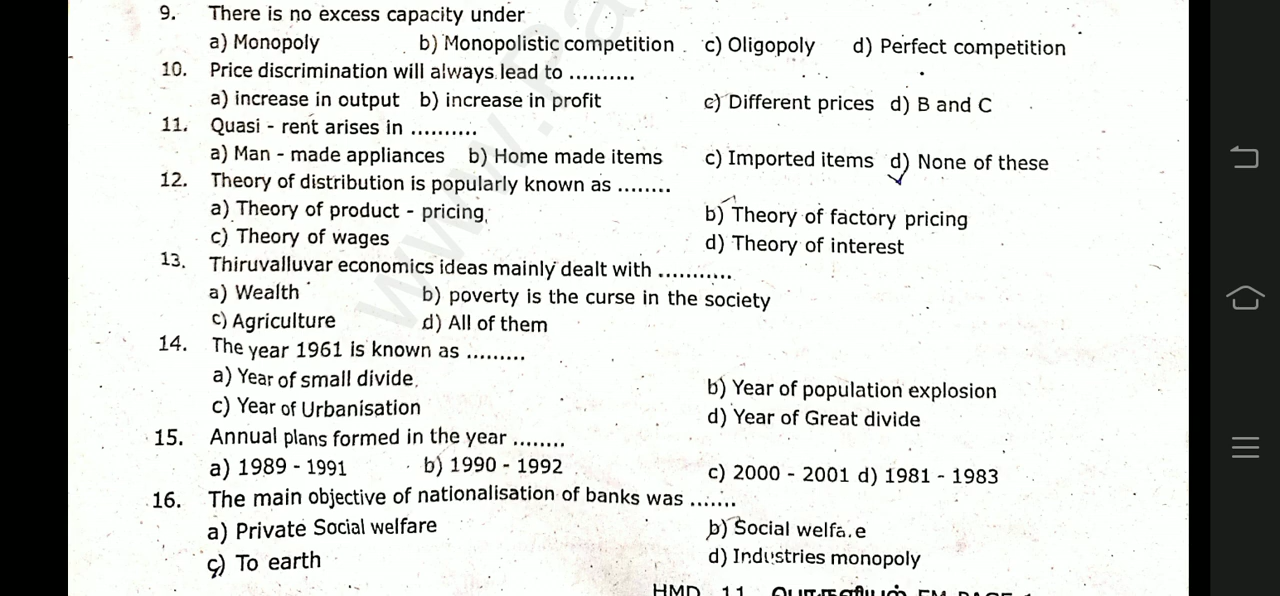 9. There is no excess capacity under
a) Monopoly b) Monopolistic competition c) Oligopoly d) Perfect competition
10. Price discrimination will always lead to ..........
a) increase in output b) increase in profit c) Different prices d) B and C
11. Quasi - rent arises in ..........
a) Man - made appliances b) Home made items c) Imported items d) None of these
12. Theory of distribution is popularly known as ........
a) Theory of product - pricing b) Theory of factory pricing
c) Theory of wages d) Theory of interest
13. Thiruvalluvar economics ideas mainly dealt with ...........
a) Wealth b) poverty is the curse in the society
c) Agriculture d) All of them
14. The year 1961 is known as .........
a) Year of small divide b) Year of population explosion
c) Year of Urbanisation d) Year of Great divide
15. Annual plans formed in the year ........
a) 1989 - 1991 b) 1990 - 1992 c) 2000 - 2001 d) 1981 - 1983
16. The main objective of nationalisation of banks was .......
a) Private Social welfare b) Social welfa.e
c) To earth d) Industries monopoly
HMD 11 பொருளியல் EM PAGE
www.Pa